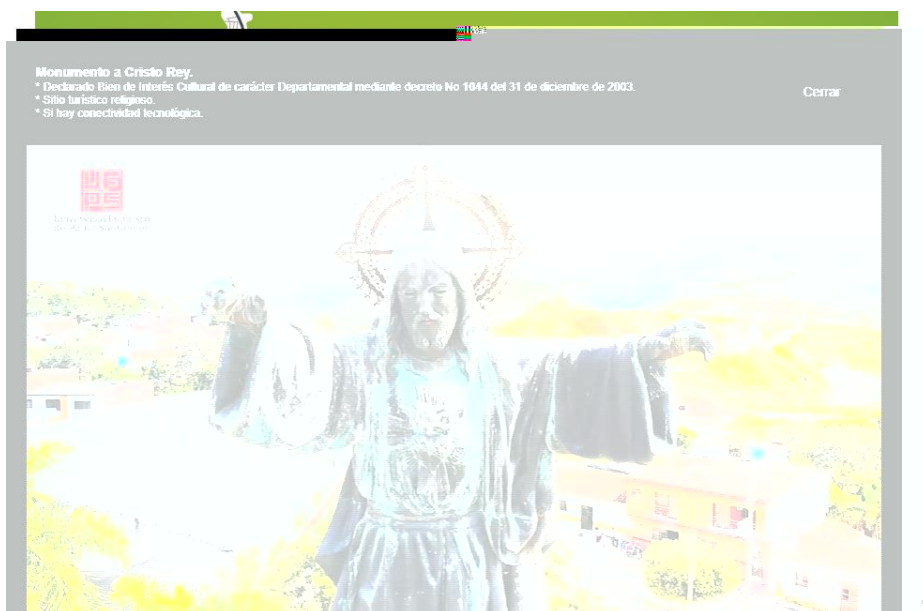 Monumento a Cristo Rey.
* Declarado Bien de Interés Cultural de carácter Departamental mediante decreto No 1044 del 31 de diciembre de 2003.
* Sitio turístico religioso.
* Si hay conectividad tecnológica.
Cerrar